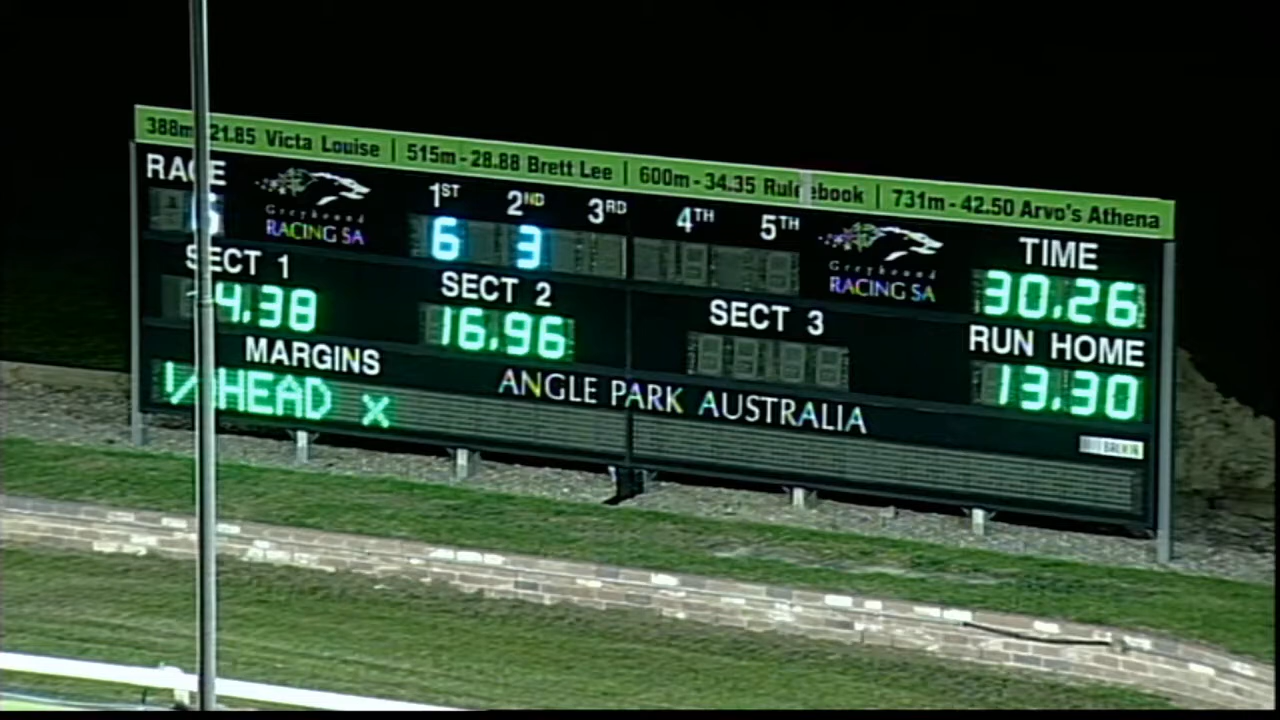 388m - 21.85 Victa Louise | 515m - 28.88 Brett Lee | 600m - 34.35 Rulebook | 731m - 42.50 Arvo's Athena
RACE
1ST 2ND 3RD 4TH 5TH
Greyhound
RACING SA
6 3
Greyhound
RACING SA
TIME
30.26
SECT 1
4.38
SECT 2
16.96
SECT 3
RUN HOME
13.30
MARGINS
HEAD x
ANGLE PARK AUSTRALIA